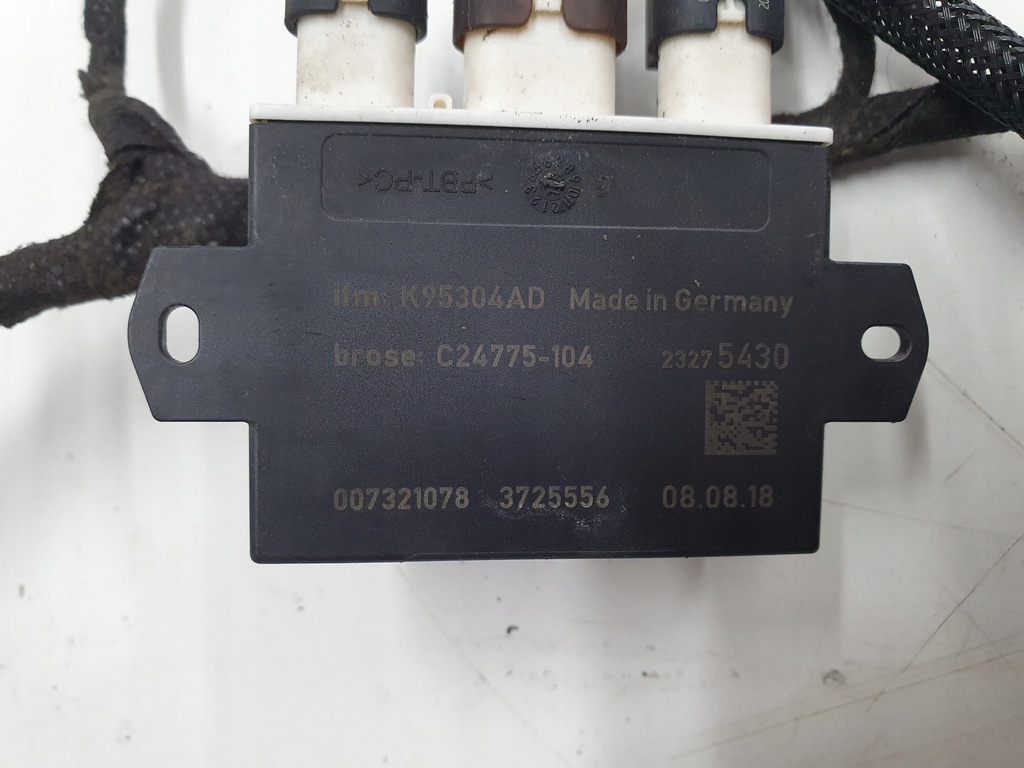 >PBT-PC<
ifm: K95304AD Made in Germany
brose: C24775-104 23275430
007321078 3725556 08.08.18